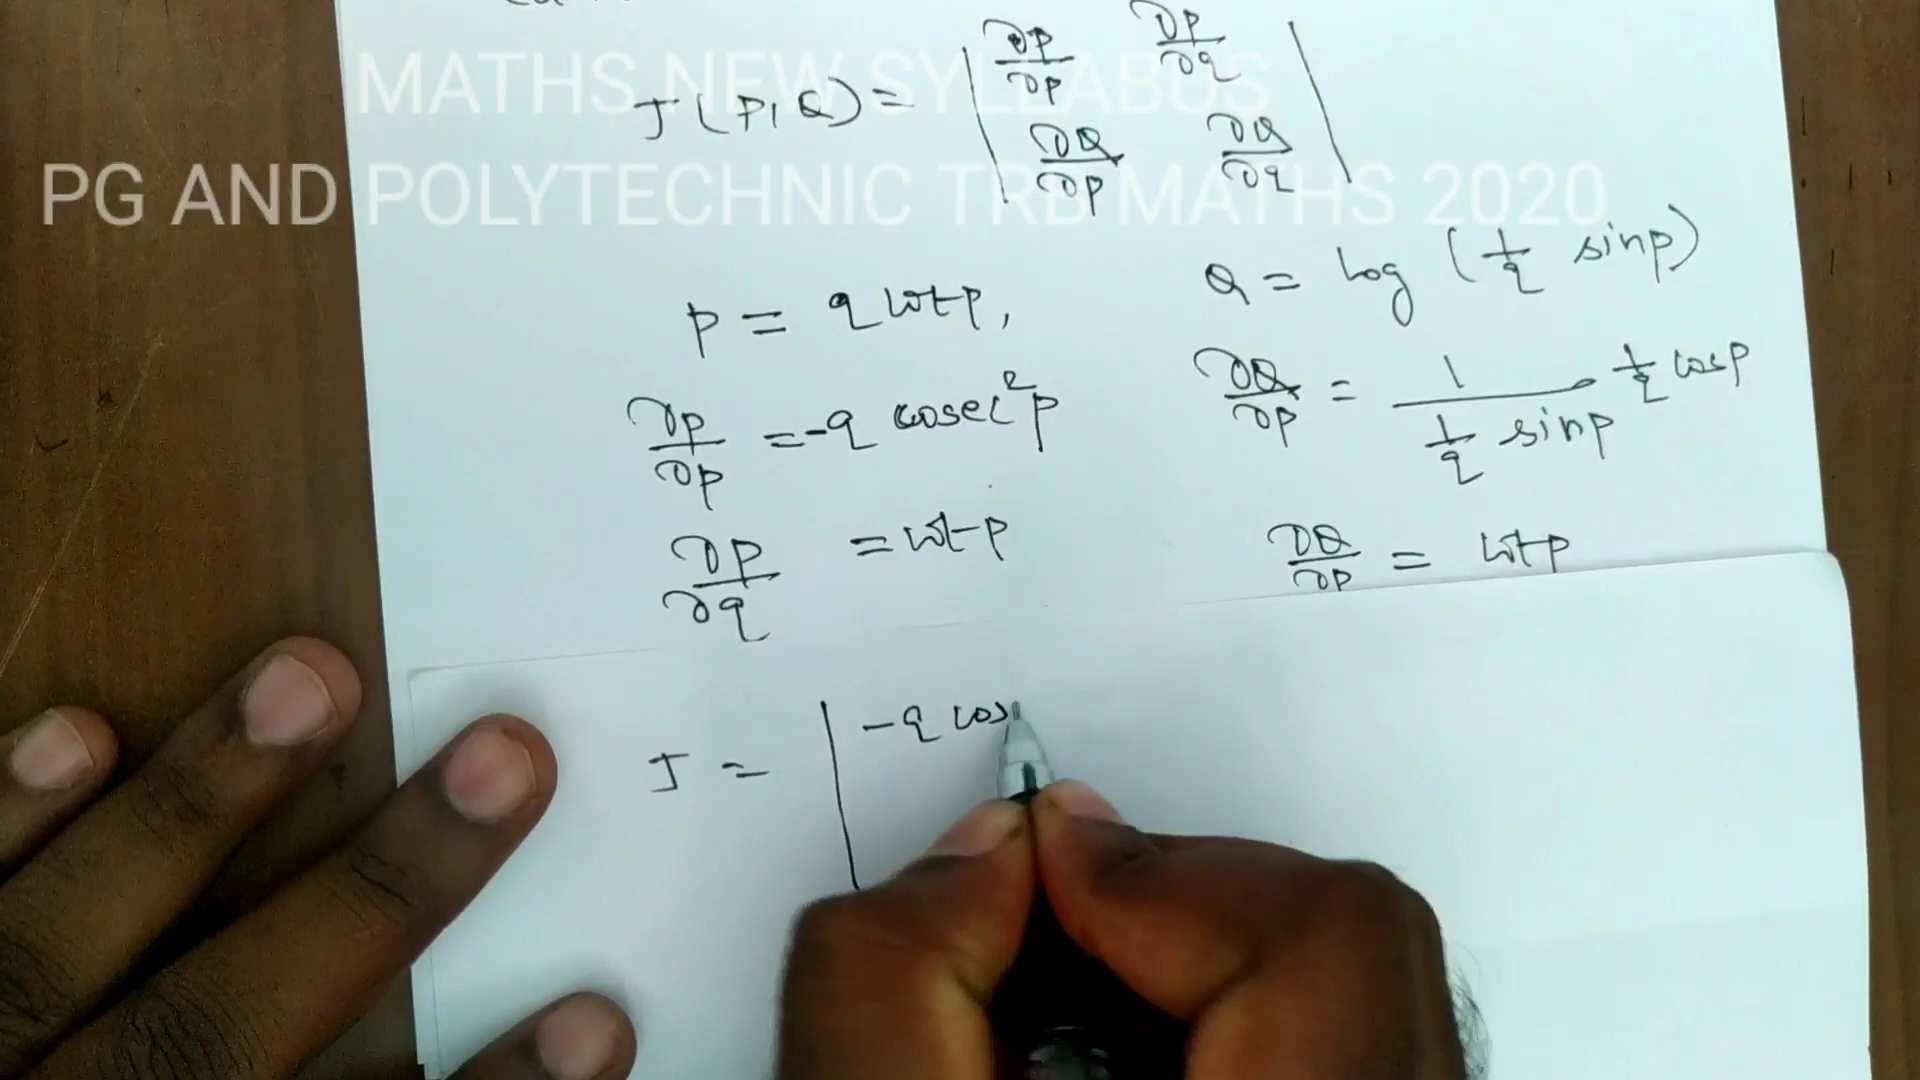 MATHS NEW SYLLABUS
PG AND POLYTECHNIC TRB MATHS 2020
J(P,Q) = | ∂P/∂p ∂P/∂q |
| ∂Q/∂p ∂Q/∂q |
P = q cot p,
∂P/∂p = -q cosec²p
∂P/∂q = cot p
Q = log (1/q sin p)
∂Q/∂p = 1/(1/q sin p) 1/q cos p
∂Q/∂p = cot p
J = | -q cos